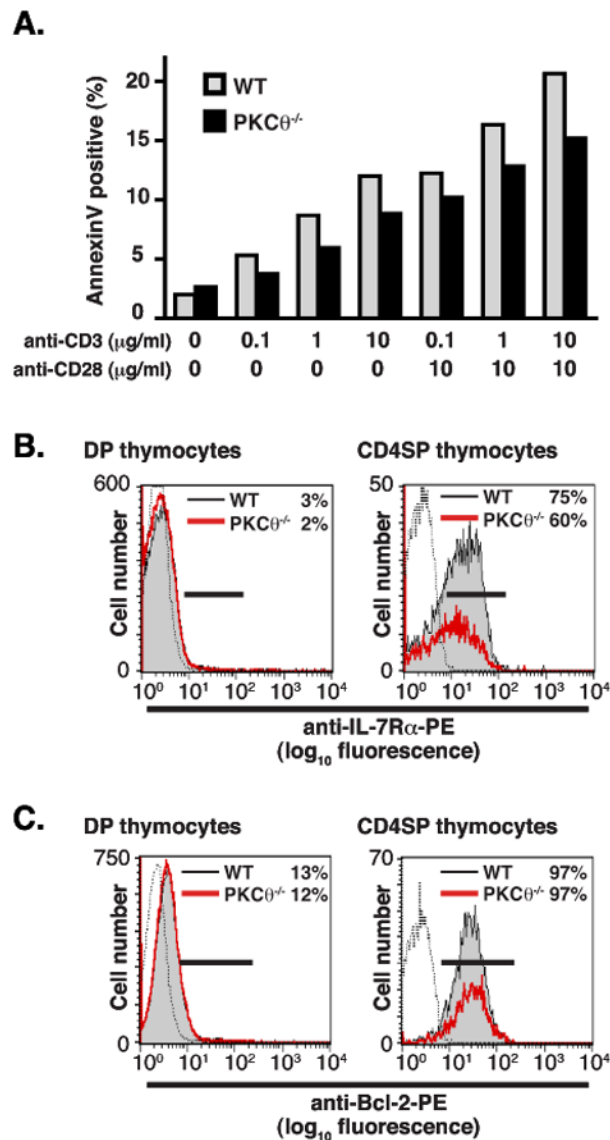 A.
AnnexinV positive (%)
20
15
10
5
0
WT
PKCθ-/-
anti-CD3 (μg/ml) 0 0.1 1 10 0.1 1 10
anti-CD28 (μg/ml) 0 0 0 0 10 10 10
B.
DP thymocytes CD4SP thymocytes
Cell number
600
0
WT 3%
PKCθ-/- 2%
10⁰ 10¹ 10² 10³ 10⁴
Cell number
50
0
WT 75%
PKCθ-/- 60%
10⁰ 10¹ 10² 10³ 10⁴
anti-IL-7Rα-PE
(log₁₀ fluorescence)
C.
DP thymocytes CD4SP thymocytes
Cell number
750
0
WT 13%
PKCθ-/- 12%
10⁰ 10¹ 10² 10³ 10⁴
Cell number
70
0
WT 97%
PKCθ-/- 97%
10⁰ 10¹ 10² 10³ 10⁴
anti-Bcl-2-PE
(log₁₀ fluorescence)